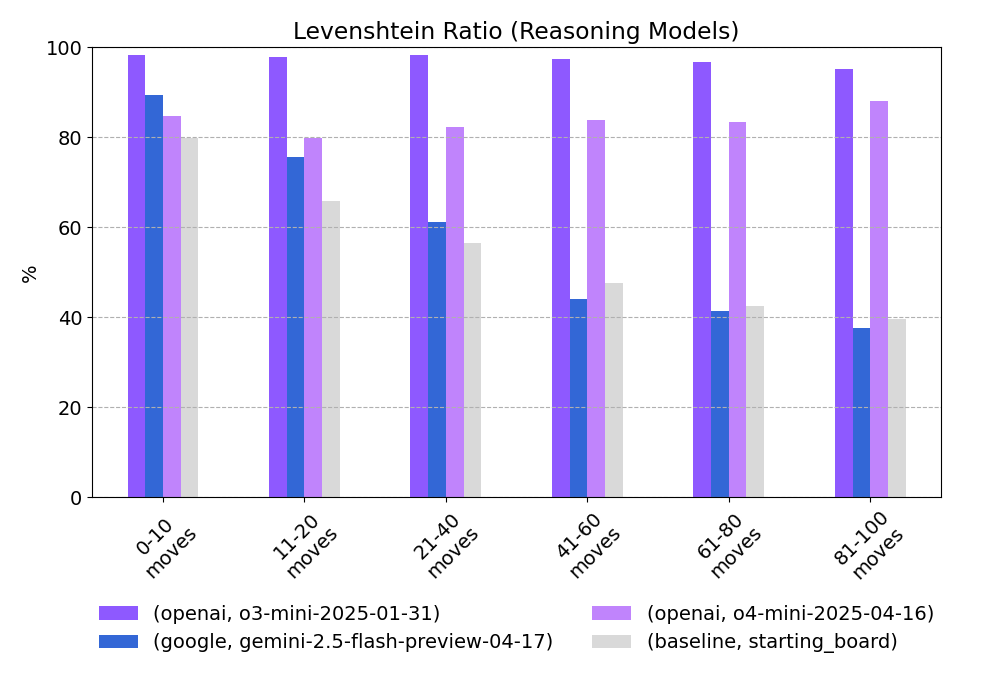 Levenshtein Ratio (Reasoning Models)
%
100
80
60
40
20
0
0-10
moves
11-20
moves
21-40
moves
41-60
moves
61-80
moves
81-100
moves
(openai, o3-mini-2025-01-31)
(google, gemini-2.5-flash-preview-04-17)
(openai, o4-mini-2025-04-16)
(baseline, starting_board)